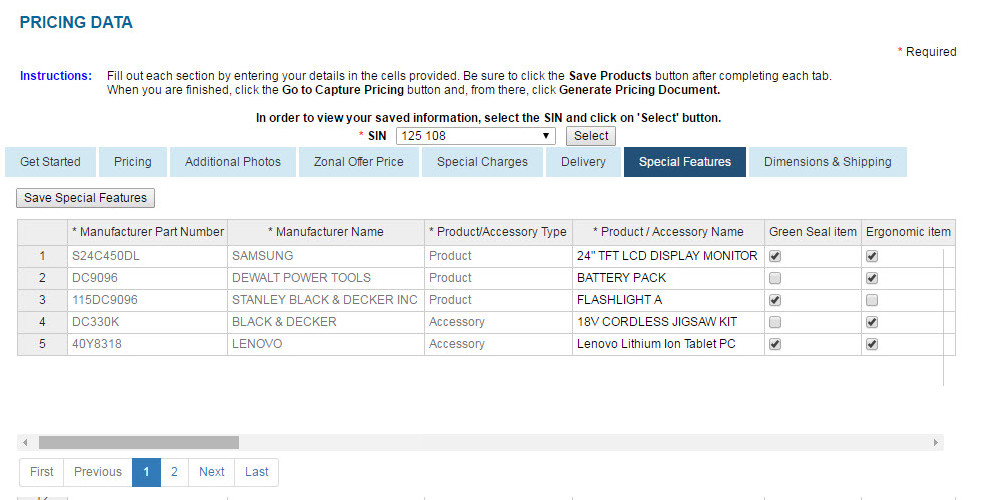 PRICING DATA
* Required
Instructions: Fill out each section by entering your details in the cells provided. Be sure to click the Save Products button after completing each tab.
When you are finished, click the Go to Capture Pricing button and, from there, click Generate Pricing Document.
In order to view your saved information, select the SIN and click on 'Select' button.
* SIN 125 108 Select
Get Started Pricing Additional Photos Zonal Offer Price Special Charges Delivery Special Features Dimensions & Shipping
Save Special Features
* Manufacturer Part Number * Manufacturer Name * Product/Accessory Type * Product / Accessory Name Green Seal item Ergonomic item
1 S24C450DL SAMSUNG Product 24" TFT LCD DISPLAY MONITOR
2 DC9096 DEWALT POWER TOOLS Product BATTERY PACK
3 115DC9096 STANLEY BLACK & DECKER INC Product FLASHLIGHT A
4 DC330K BLACK & DECKER Accessory 18V CORDLESS JIGSAW KIT
5 40Y8318 LENOVO Accessory Lenovo Lithium Ion Tablet PC
First Previous 1 2 Next Last